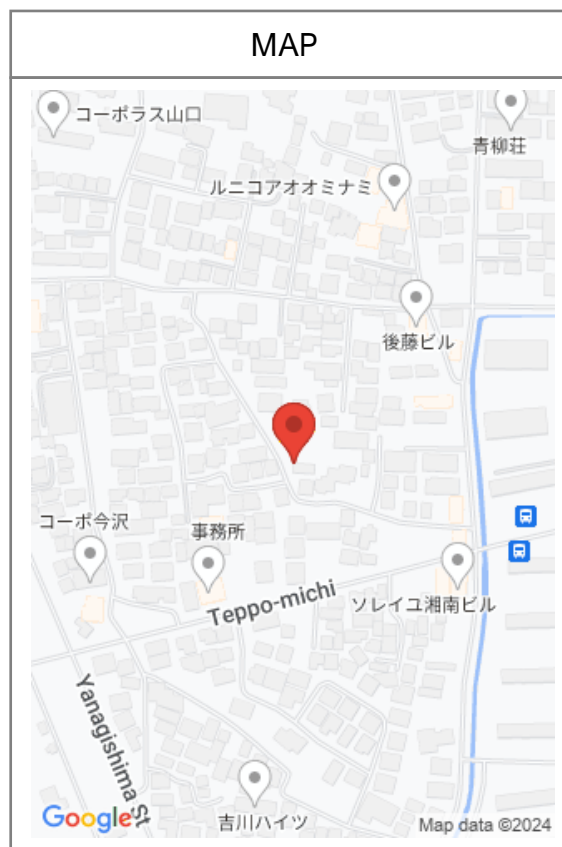 MAP
コーポラス山口
青柳荘
ルニコアオオミナミ
後藤ビル
コーポ今沢
事務所
Teppo-michi
ソレイユ湘南ビル
Yanagishima St
吉川ハイツ
Google
Map data ©2024